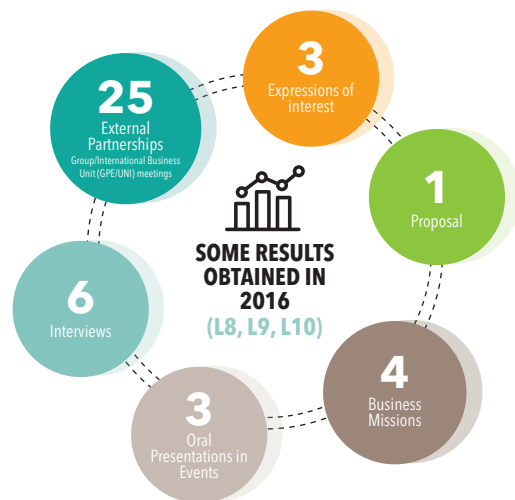 3
Expressions of
interest
1
Proposal
4
Business
Missions
3
Oral
Presentations in
Events
6
Interviews
25
External
Partnerships
Group/International Business
Unit (GPE/UNI) meetings
SOME RESULTS
OBTAINED IN
2016
(L8, L9, L10)